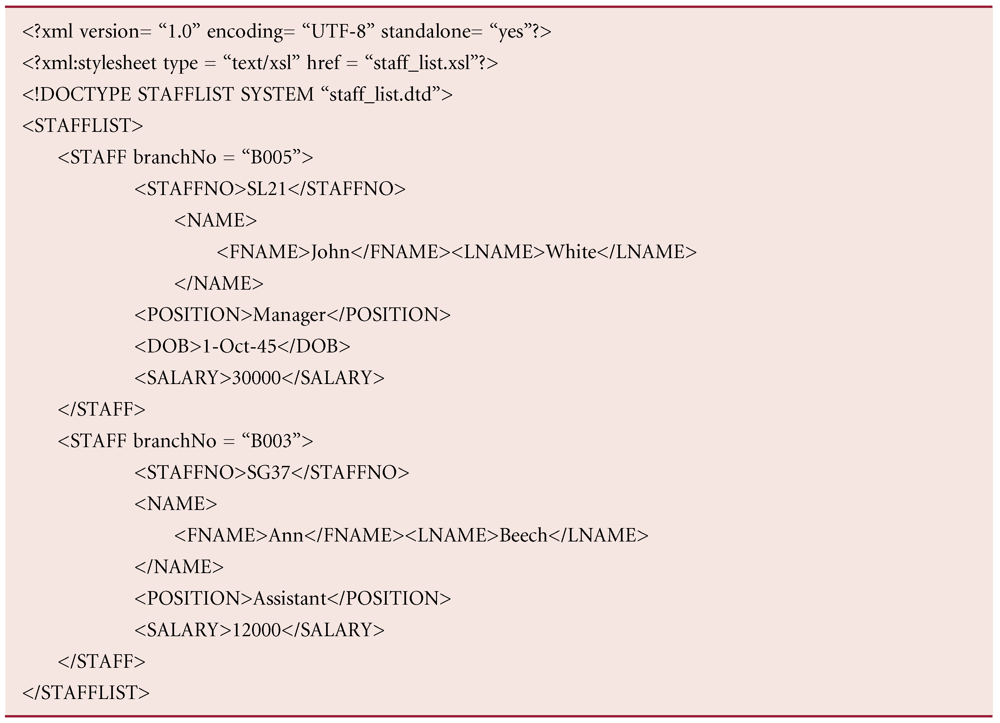 <?xml version= “1.0” encoding= “UTF-8” standalone= “yes”?>
<?xml:stylesheet type = “text/xsl” href = “staff_list.xsl”?>
<!DOCTYPE STAFFLIST SYSTEM “staff_list.dtd”>
<STAFFLIST>
<STAFF branchNo = “B005”>
<STAFFNO>SL21</STAFFNO>
<NAME>
<FNAME>John</FNAME><LNAME>White</LNAME>
</NAME>
<POSITION>Manager</POSITION>
<DOB>1-Oct-45</DOB>
<SALARY>30000</SALARY>
</STAFF>
<STAFF branchNo = “B003”>
<STAFFNO>SG37</STAFFNO>
<NAME>
<FNAME>Ann</FNAME><LNAME>Beech</LNAME>
</NAME>
<POSITION>Assistant</POSITION>
<SALARY>12000</SALARY>
</STAFF>
</STAFFLIST>